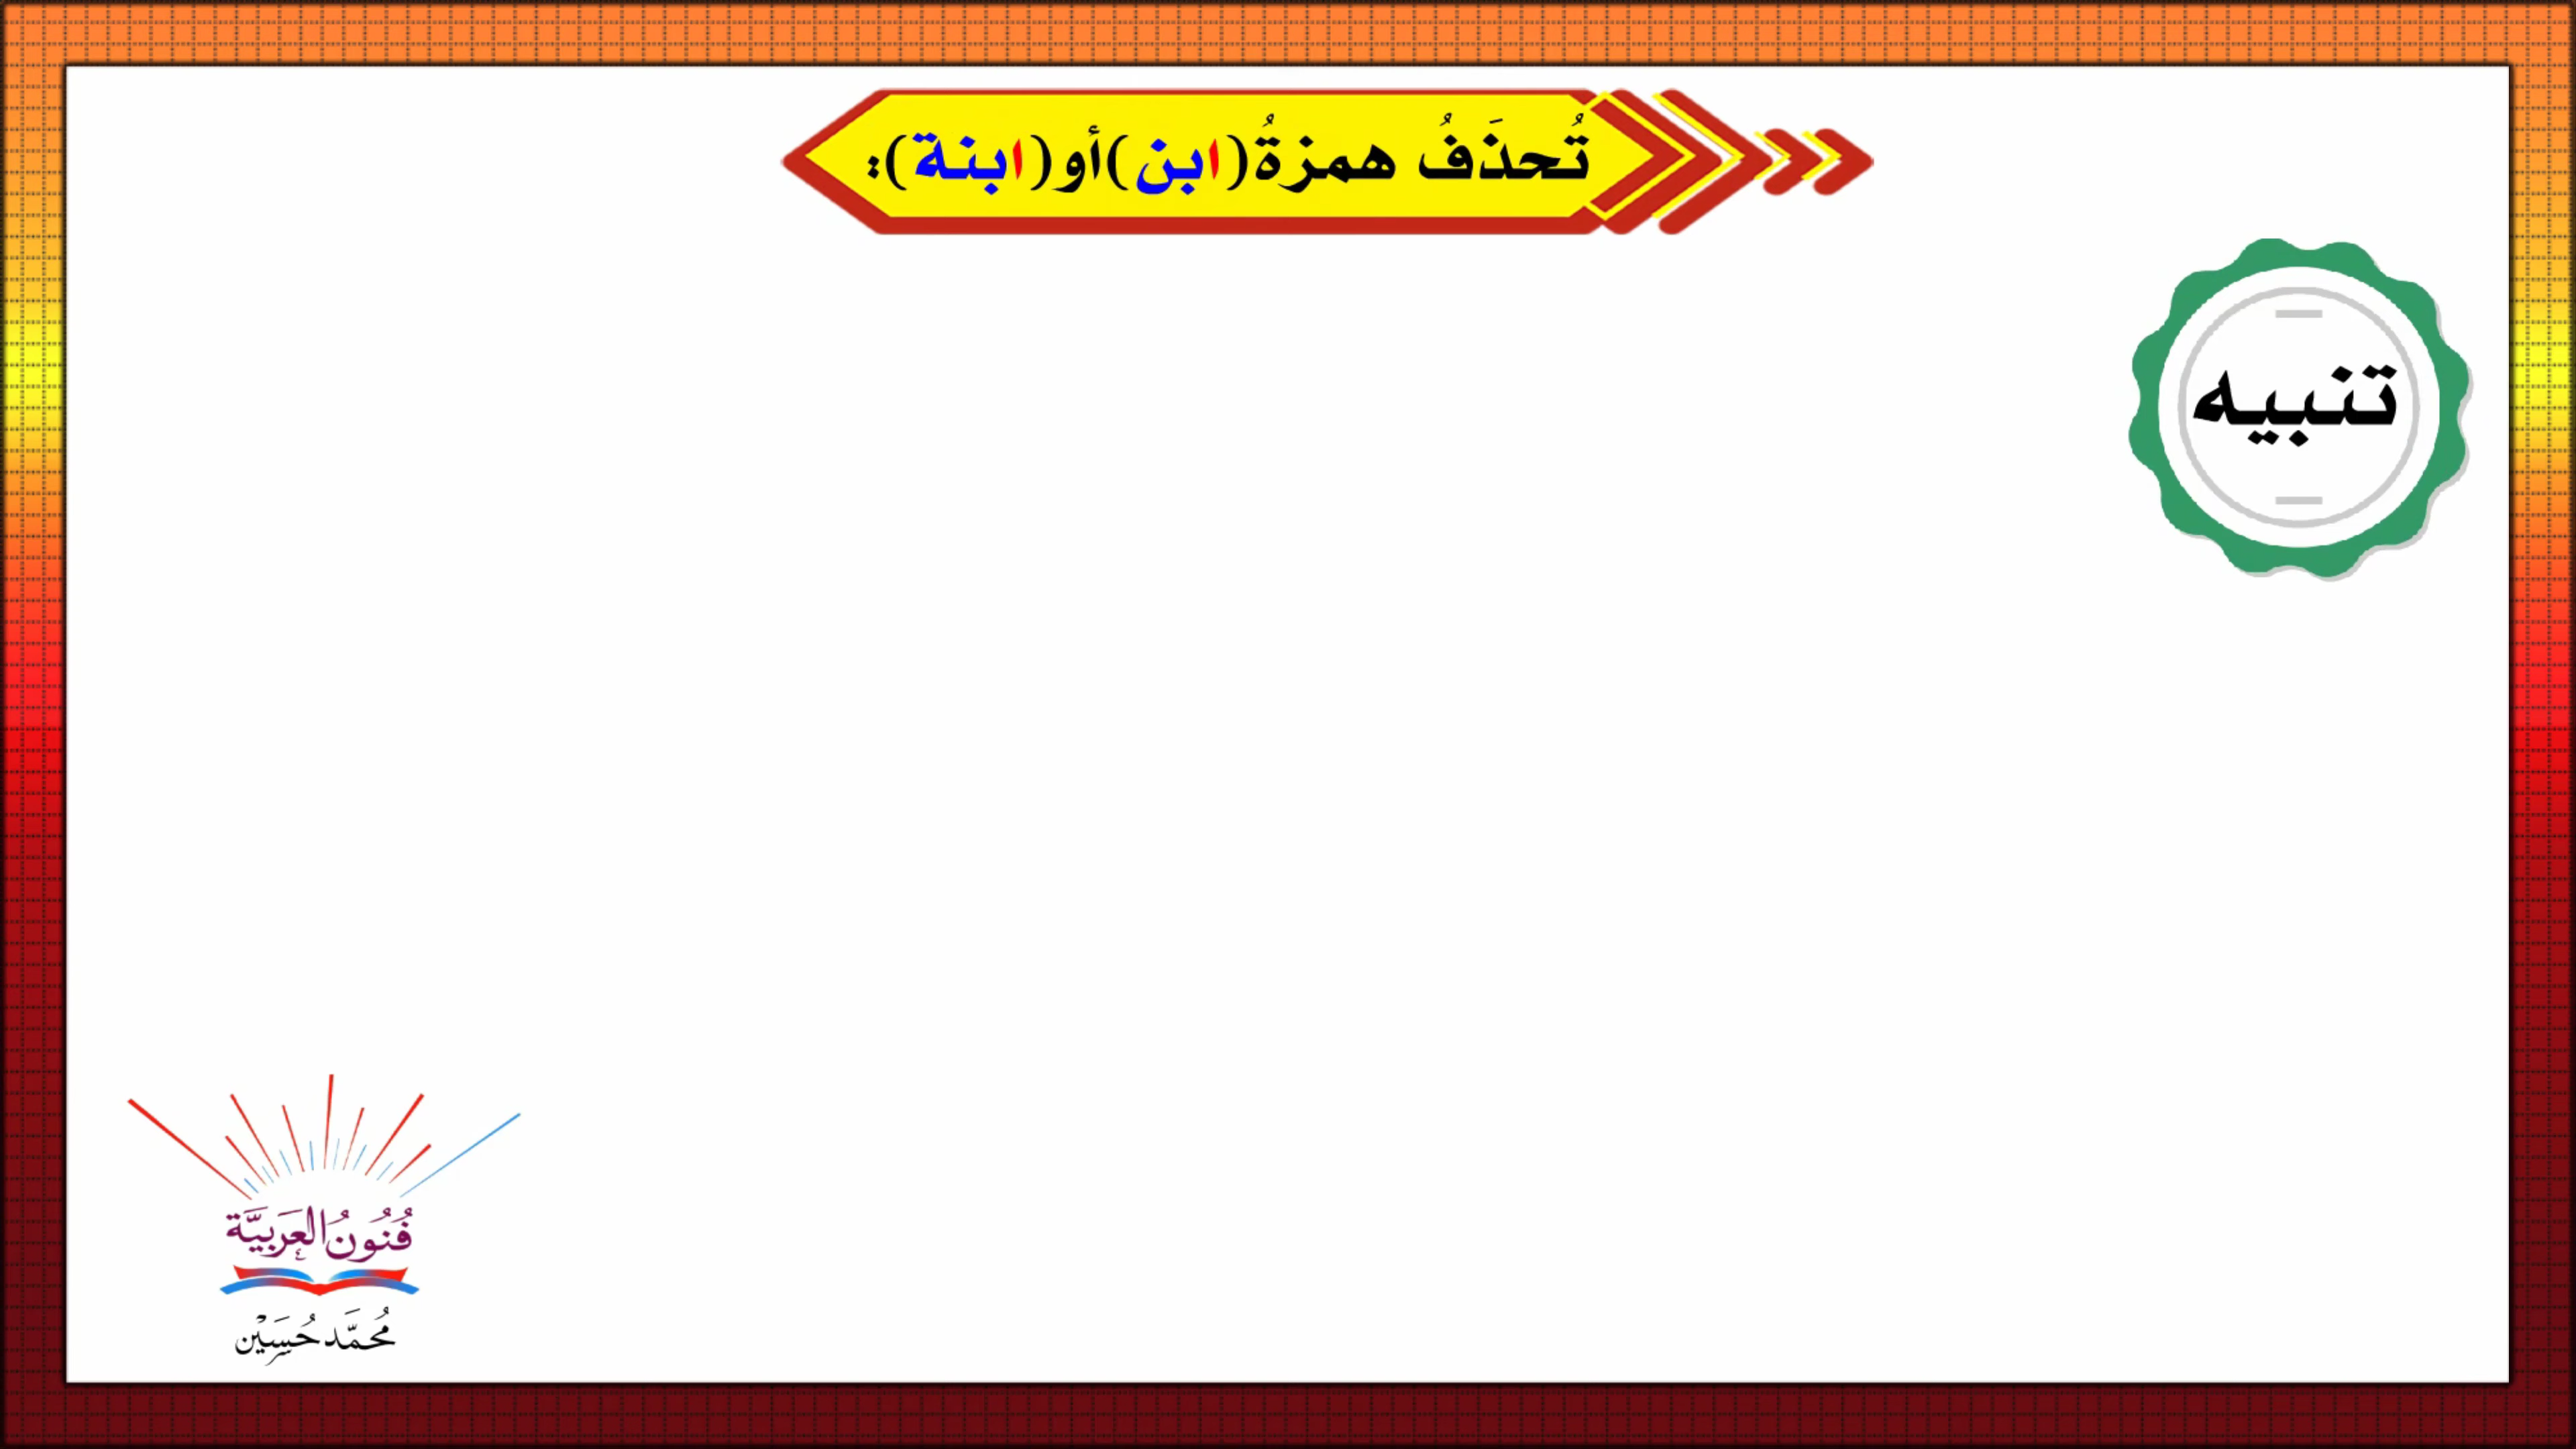 تُحذَفُ همزةُ (ابن) أو (ابنة):
تنبيه
فُنُونُ العَرَبِيَّة
مُحَمَّد حُسَيْن